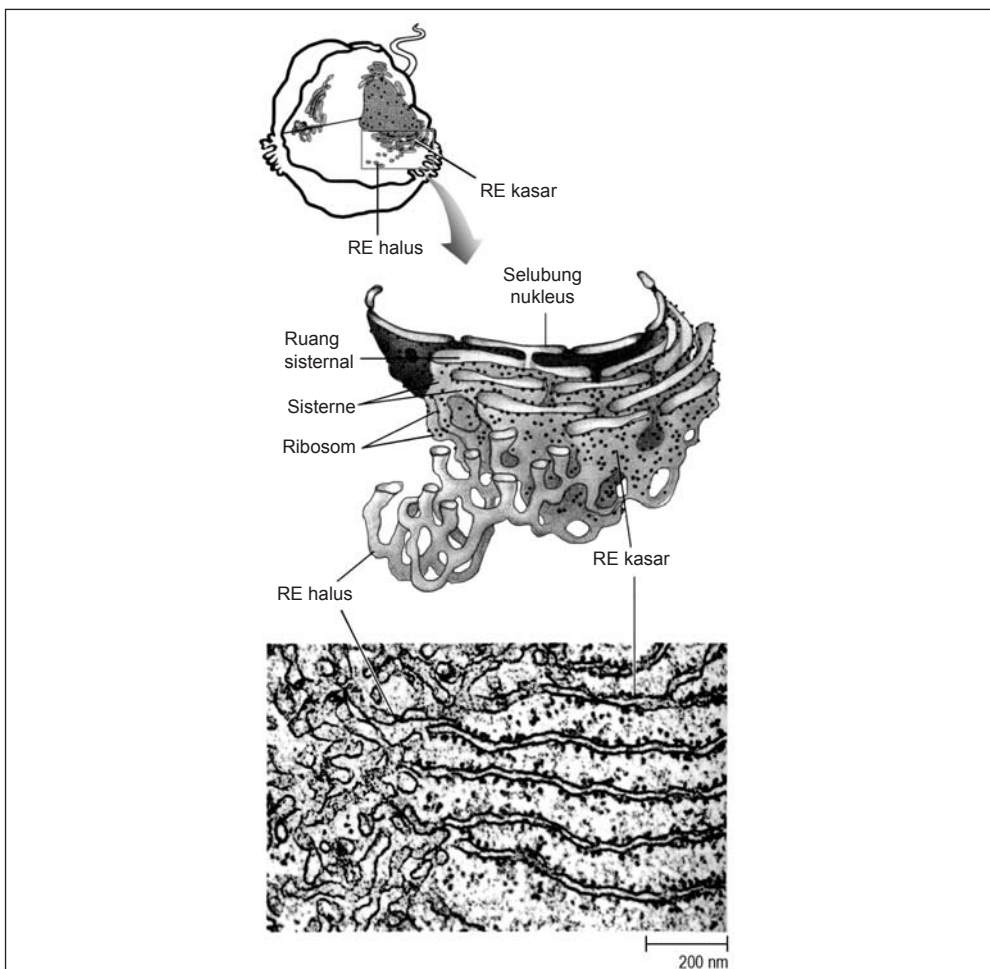 RE kasar
RE halus
Selubung
nukleus
Ruang
sisternal
Sisterne
Ribosom
RE kasar
RE halus
200 nm